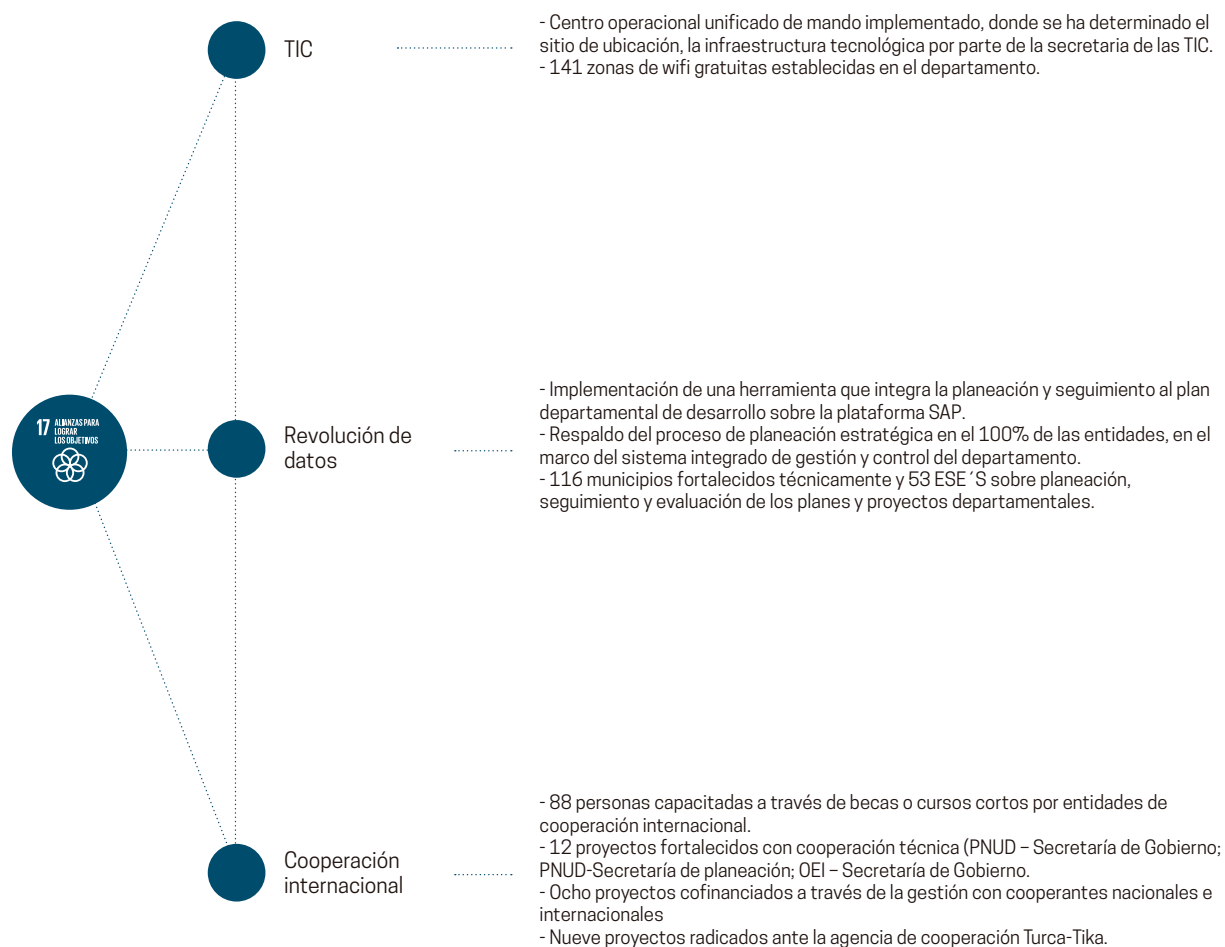 TIC
- Centro operacional unificado de mando implementado, donde se ha determinado el
sitio de ubicación, la infraestructura tecnológica por parte de la secretaria de las TIC.
- 141 zonas de wifi gratuitas establecidas en el departamento.
17 ALIANZAS PARA
LOGRAR
LOS OBJETIVOS
Revolución de
datos
- Implementación de una herramienta que integra la planeación y seguimiento al plan
departamental de desarrollo sobre la plataforma SAP.
- Respaldo del proceso de planeación estratégica en el 100% de las entidades, en el
marco del sistema integrado de gestión y control del departamento.
- 116 municipios fortalecidos técnicamente y 53 ESE´S sobre planeación,
seguimiento y evaluación de los planes y proyectos departamentales.
Cooperación
internacional
- 88 personas capacitadas a través de becas o cursos cortos por entidades de
cooperación internacional.
- 12 proyectos fortalecidos con cooperación técnica (PNUD – Secretaría de Gobierno;
PNUD-Secretaría de planeación; OEI – Secretaría de Gobierno.
- Ocho proyectos cofinanciados a través de la gestión con cooperantes nacionales e
internacionales
- Nueve proyectos radicados ante la agencia de cooperación Turca-Tika.